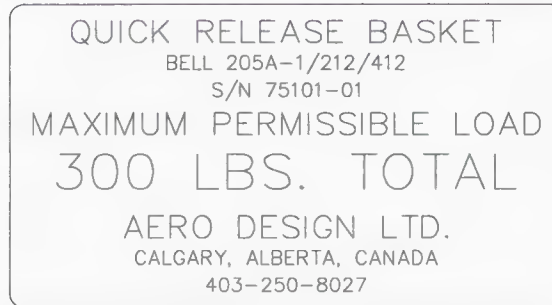 QUICK RELEASE BASKET
BELL 205A-1/212/412
S/N 75101-01
MAXIMUM PERMISSIBLE LOAD
300 LBS. TOTAL
AERO DESIGN LTD.
CALGARY, ALBERTA, CANADA
403-250-8027